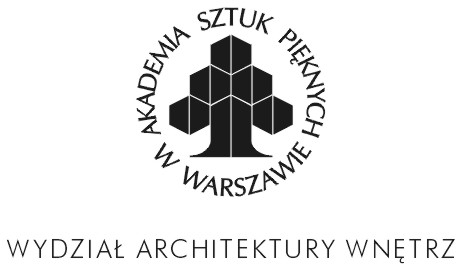 AKADEMIA SZTUK PIĘKNYCH
W WARSZAWIE
WYDZIAŁ ARCHITEKTURY WNĘTRZ